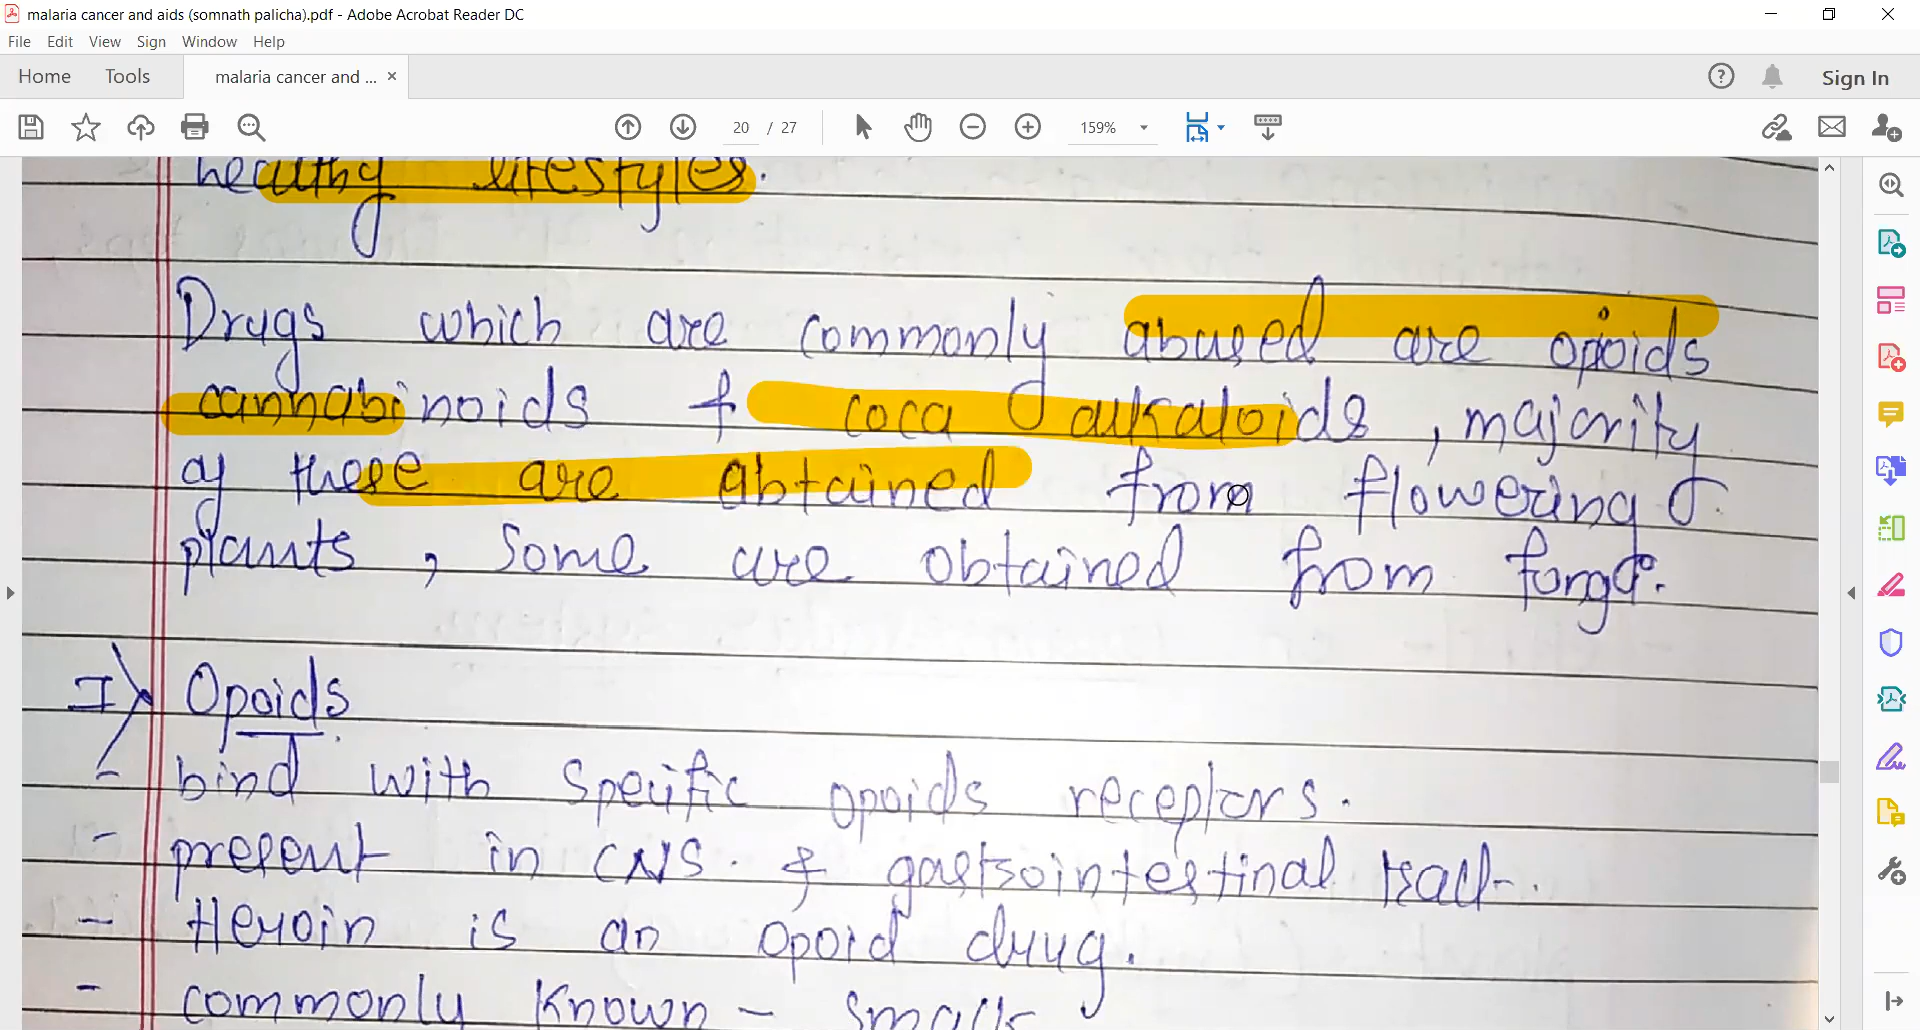 malaria cancer and aids (somnath palicha).pdf - Adobe Acrobat Reader DC
File Edit View Sign Window Help
Home Tools malaria cancer and ... × Sign In
20 / 27 159%
healthy lifestyles.
Drugs which are commonly abused are opioids
cannabinoids & coca alkaloids, majority
of these are obtained from flowering
plants, Some are obtained from fungi.
I) Opoids
- bind with Specific opoids receptors.
- present in CNS. & gastrointestinal tract.
- Heroin is an opoid drug.
- commonly known - smack